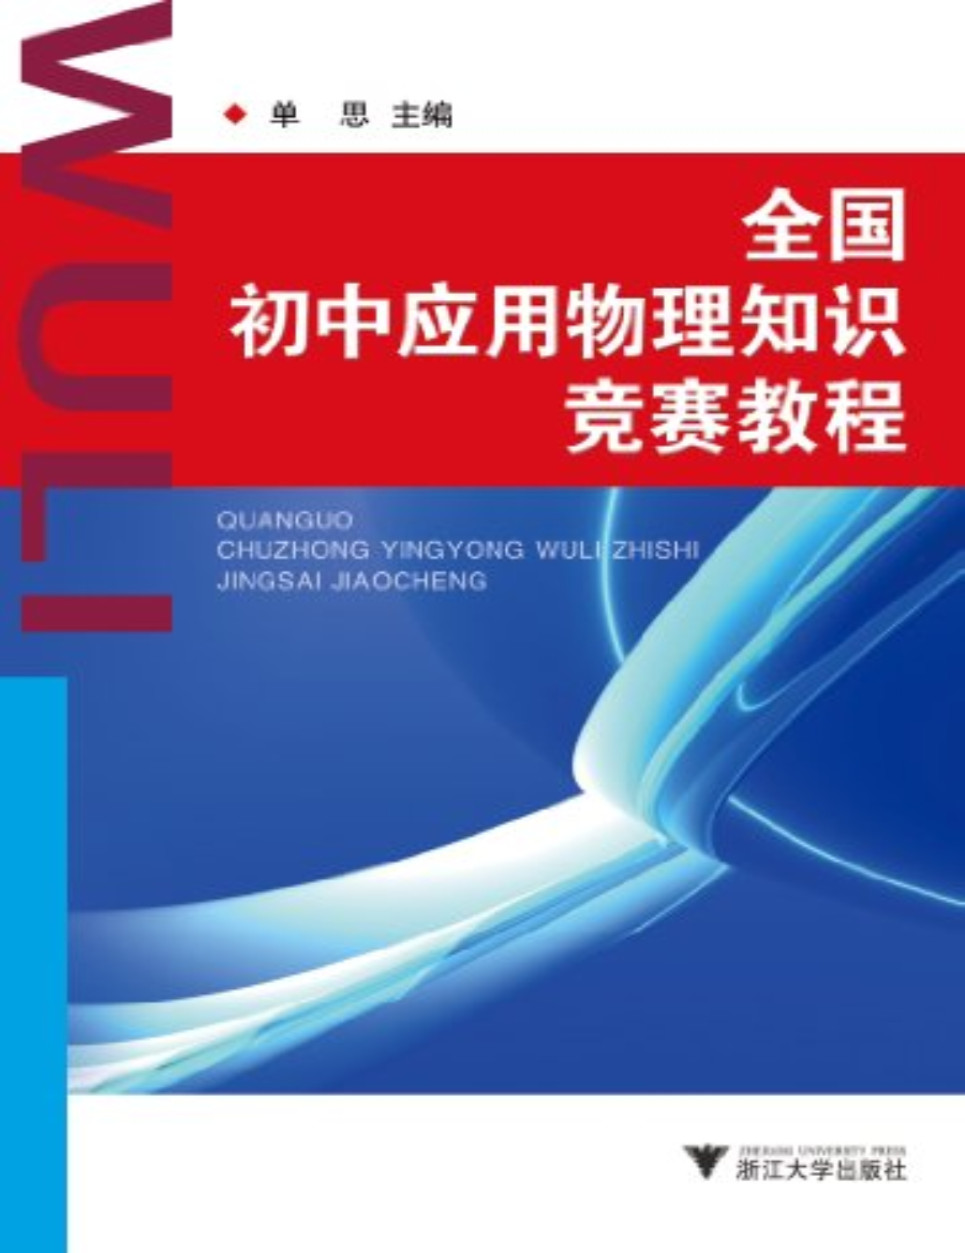 WULI
单 思 主编
全国
初中应用物理知识
竞赛教程
QUANGUO
CHUZHONG YINGYONG WULI ZHISHI
JINGSAI JIAOCHENG
ZHEJIANG UNIVERSITY PRESS
浙江大学出版社